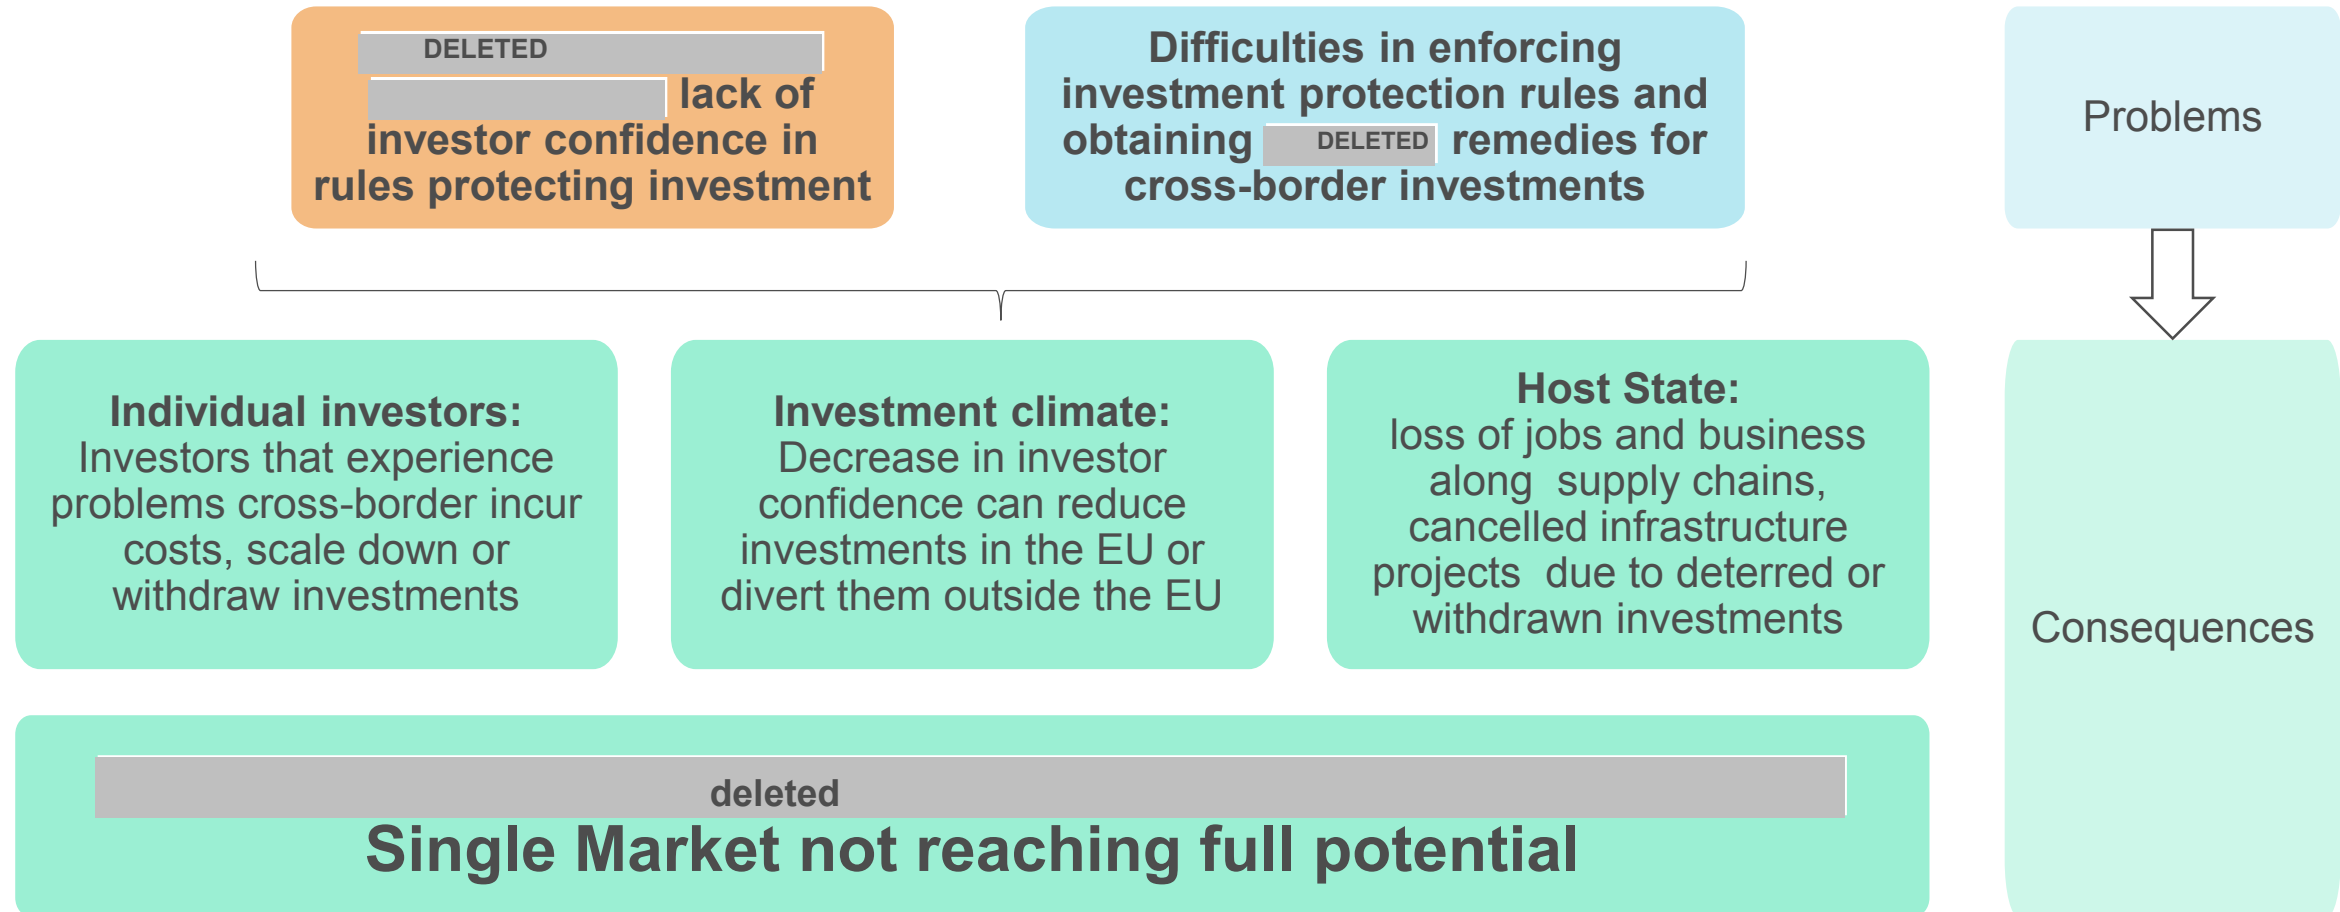 DELETED
lack of
investor confidence in
rules protecting investment
Difficulties in enforcing
investment protection rules and
obtaining DELETED remedies for
cross-border investments
Problems
Individual investors:
Investors that experience
problems cross-border incur
costs, scale down or
withdraw investments
Investment climate:
Decrease in investor
confidence can reduce
investments in the EU or
divert them outside the EU
Host State:
loss of jobs and business
along supply chains,
cancelled infrastructure
projects due to deterred or
withdrawn investments
Consequences
deleted
Single Market not reaching full potential